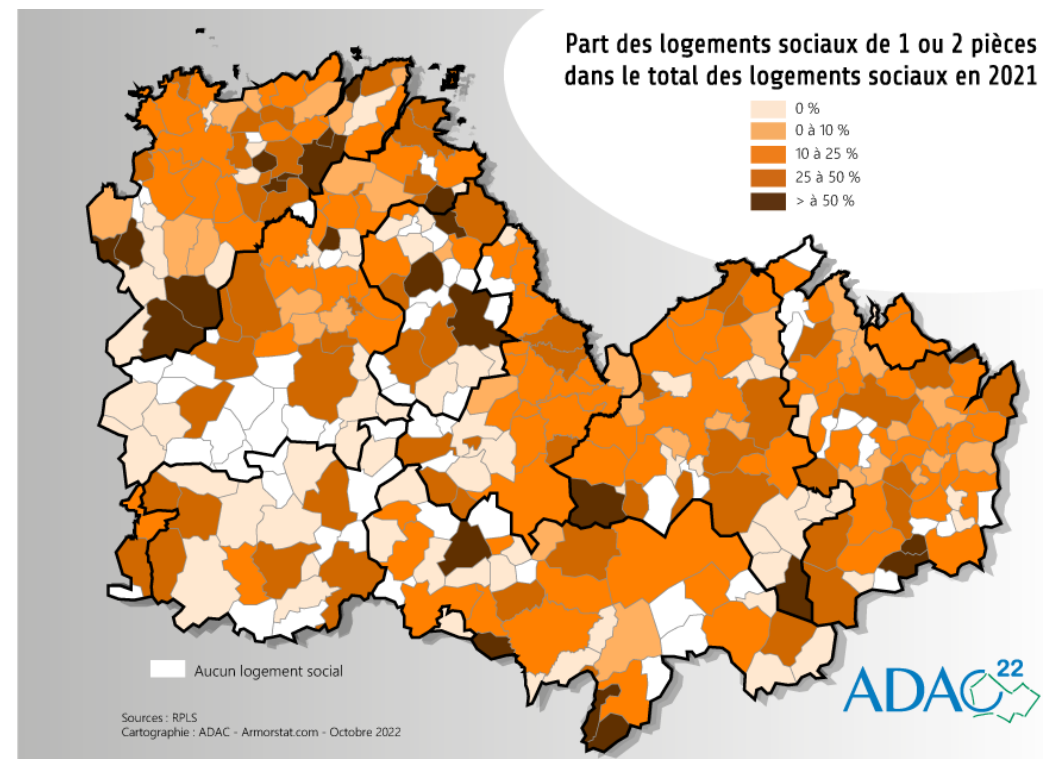 Part des logements sociaux de 1 ou 2 pièces
dans le total des logements sociaux en 2021
0 %
0 à 10 %
10 à 25 %
25 à 50 %
> à 50 %
Aucun logement social
ADAC 22
Sources : RPLS
Cartographie : ADAC - Armorstat.com - Octobre 2022